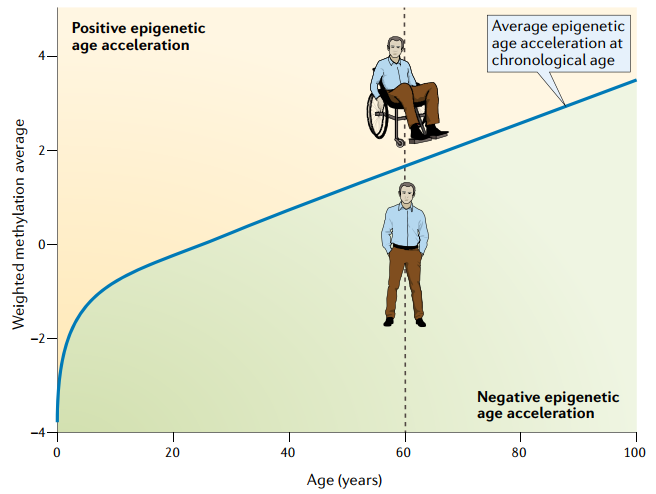 Positive epigenetic
age acceleration
Average epigenetic
age acceleration at
chronological age
Weighted methylation average
4
2
0
–2
–4
Negative epigenetic
age acceleration
0
20
40
60
80
100
Age (years)